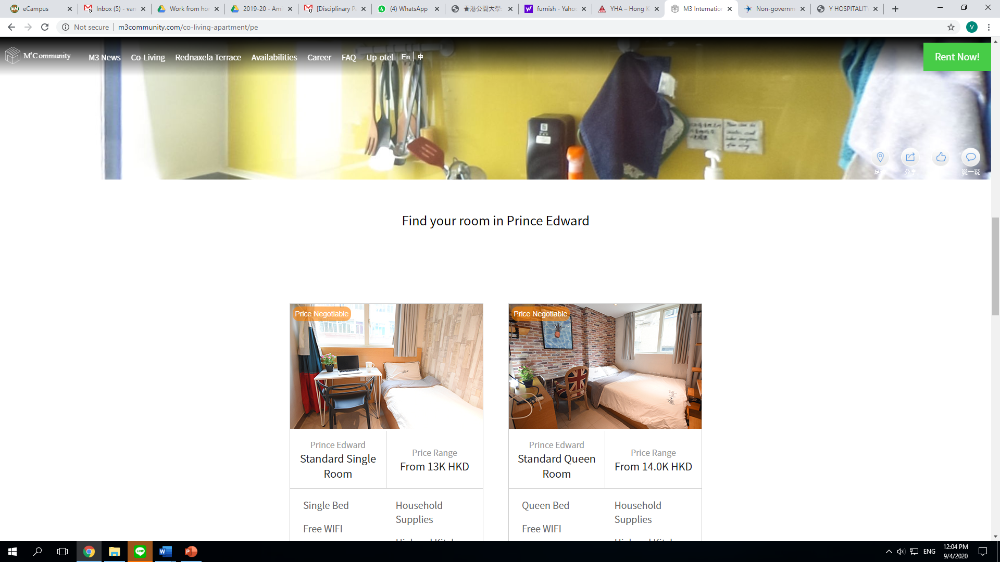 eCampus
Inbox (5) - van
Work from ho
2019-20 - Ami
[Disciplinary P
(4) WhatsApp
香港公開大學
furnish - Yaho
YHA – Hong K
M3 Internatio
Non-governm
Y HOSPITALIT
Not secure
m3community.com/co-living-apartment/pe
V
M³Community
M3 News
Co-Living
Rednaxela Terrace
Availabilities
Career
FAQ
Up-otel
En
中
Rent Now!
分享
说一说
Find your room in Prince Edward
Price Negotiable
Prince Edward
Standard Single
Room
Price Range
From 13K HKD
Single Bed
Household
Supplies
Free WIFI
Price Negotiable
Prince Edward
Standard Queen
Room
Price Range
From 14.0K HKD
Queen Bed
Household
Supplies
Free WIFI
ENG
12:04 PM
9/4/2020